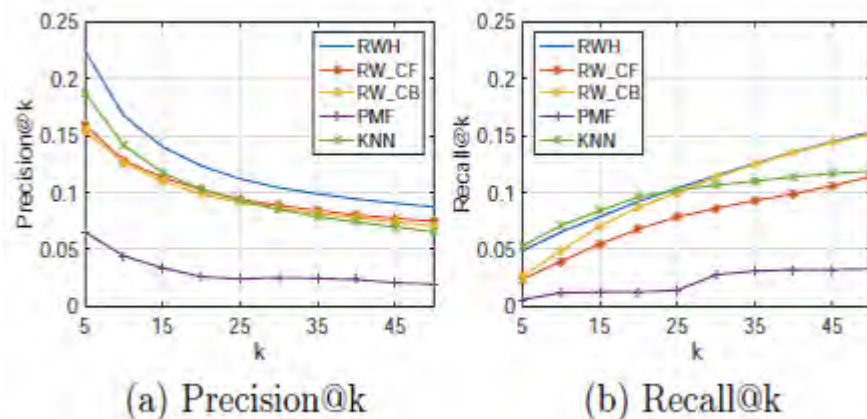 0.25
0.2
0.15
0.1
0.05
0
Precision@k
5
15
25
35
45
k
RWH
RW_CF
RW_CB
PMF
KNN
(a) Precision@k
0.25
0.2
0.15
0.1
0.05
0
Recall@k
5
15
25
35
45
k
RWH
RW_CF
RW_CB
PMF
KNN
(b) Recall@k